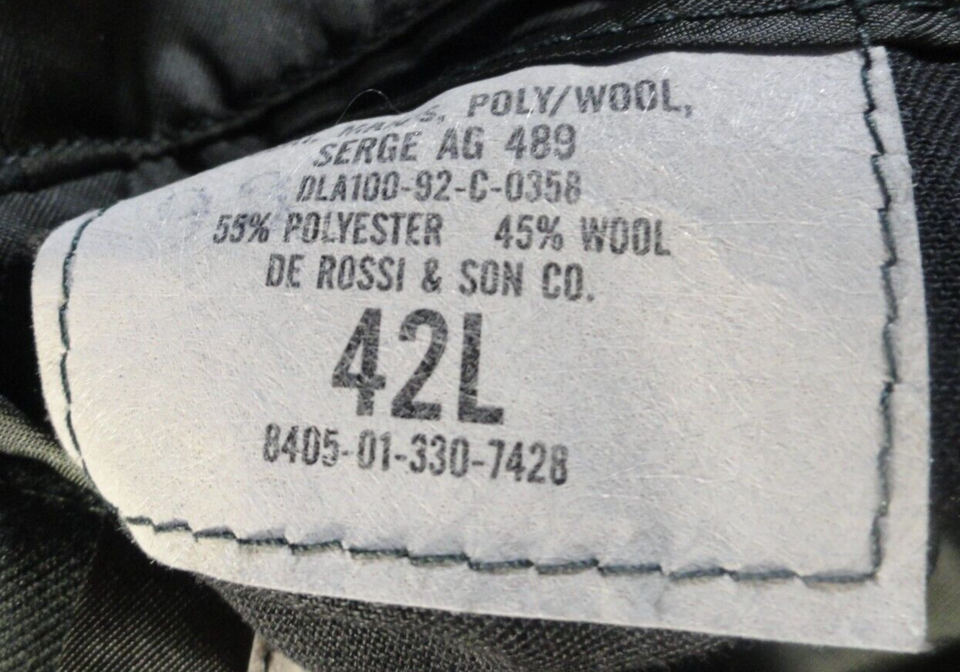 MAN'S, POLY/WOOL,
SERGE AG 489
DLA100-92-C-0358
55% POLYESTER 45% WOOL
DE ROSSI & SON CO.
42L
8405-01-330-7428